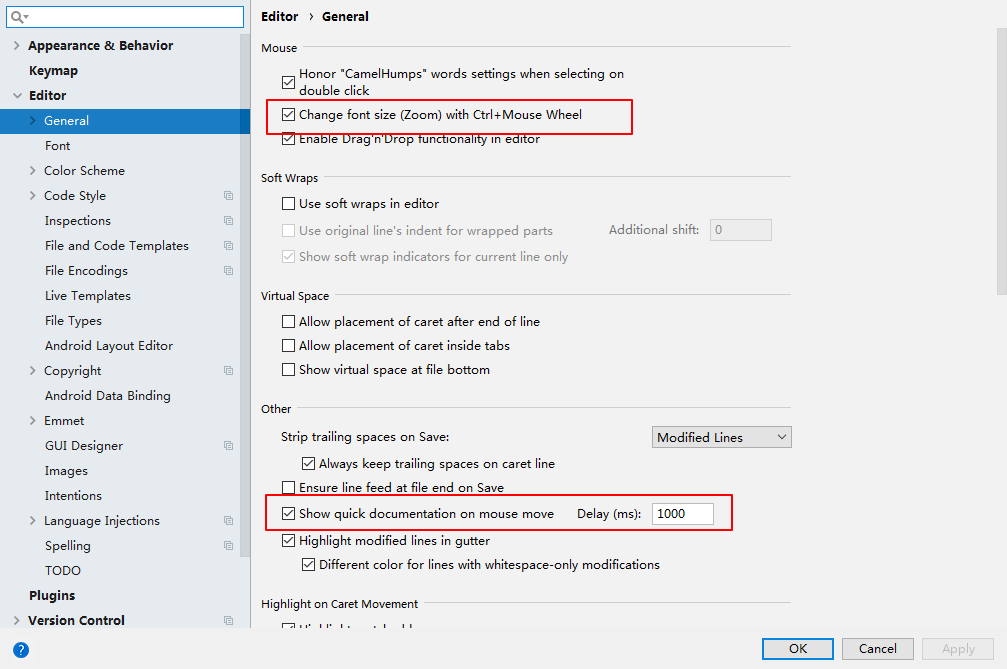 Editor › General
Appearance & Behavior
Keymap
Editor
General
Font
Color Scheme
Code Style
Inspections
File and Code Templates
File Encodings
Live Templates
File Types
Android Layout Editor
Copyright
Android Data Binding
Emmet
GUI Designer
Images
Intentions
Language Injections
Spelling
TODO
Plugins
Version Control
Mouse
Honor "CamelHumps" words settings when selecting on
double click
Change font size (Zoom) with Ctrl+Mouse Wheel
Enable Drag'n'Drop functionality in editor
Soft Wraps
Use soft wraps in editor
Use original line's indent for wrapped parts Additional shift: 0
Show soft wrap indicators for current line only
Virtual Space
Allow placement of caret after end of line
Allow placement of caret inside tabs
Show virtual space at file bottom
Other
Strip trailing spaces on Save: Modified Lines
Always keep trailing spaces on caret line
Ensure line feed at file end on Save
Show quick documentation on mouse move Delay (ms): 1000
Highlight modified lines in gutter
Different color for lines with whitespace-only modifications
Highlight on Caret Movement
?
OK Cancel Apply